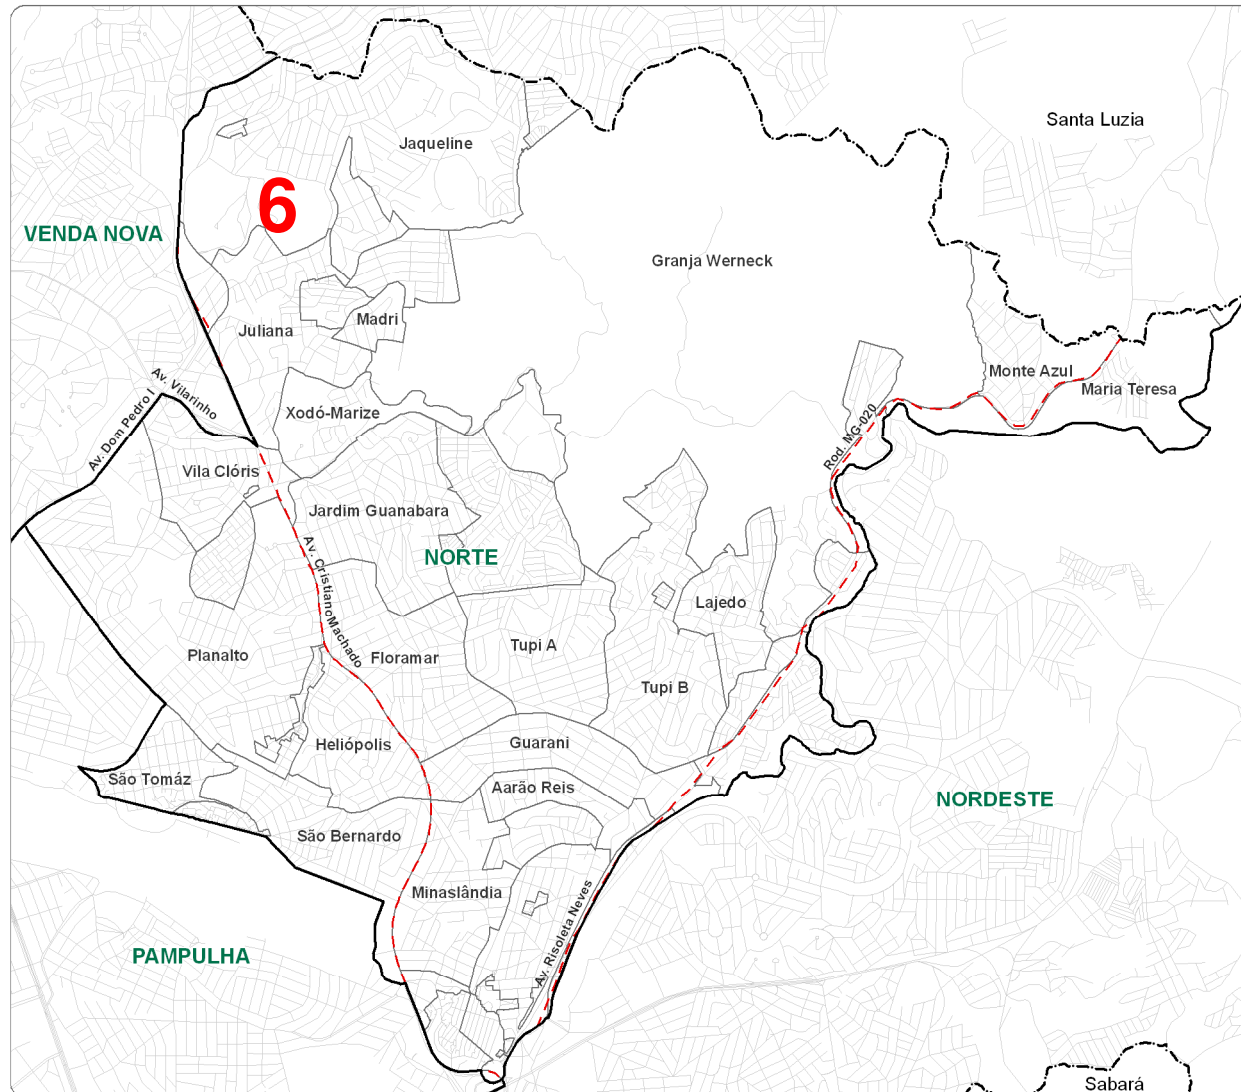 Santa Luzia
Jaqueline
6
VENDA NOVA
Granja Werneck
Madri
Juliana
Monte Azul
Maria Teresa
Av. Vilarinho
Av. Dom Pedro I
Xodó-Marize
Rod. MG-020
Vila Clóris
Jardim Guanabara
NORTE
Av. Cristiano Machado
Lajedo
Tupi A
Planalto
Floramar
Tupi B
Heliópolis
Guarani
São Tomáz
Aarão Reis
NORDESTE
São Bernardo
Minaslândia
Av. Risoleta Neves
PAMPULHA
Sabará